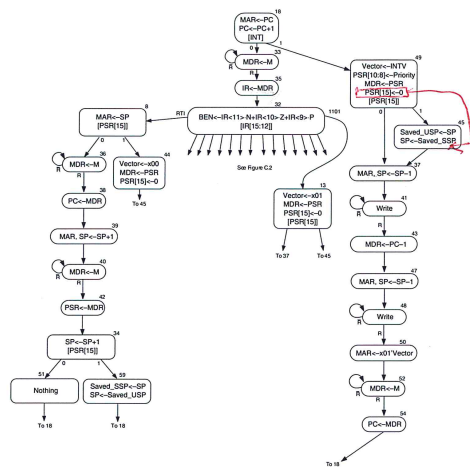 18
MAR<-PC
PC<-PC+1
[INT]
0
1
33
MDR<-M
R
R
35
IR<-MDR
32
BEN<-IR<11>·N+IR<10>·Z+IR<9>·P
[IR[15:12]]
RTI
1101
See Figure C.2
8
MAR<-SP
[PSR[15]]
0
1
36
MDR<-M
R
R
44
Vector<-x00
MDR<-PSR
PSR[15]<-0
To 45
38
PC<-MDR
39
MAR, SP<-SP+1
40
MDR<-M
R
R
42
PSR<-MDR
34
SP<-SP+1
[PSR[15]]
0
1
51
Nothing
To 18
59
Saved_SSP<-SP
SP<-Saved_USP
To 18
13
Vector<-x01
MDR<-PSR
PSR[15]<-0
[PSR[15]]
To 37
To 45
49
Vector<-INTV
PSR[10:8]<-Priority
MDR<-PSR
PSR[15]<-0
[PSR[15]]
0
1
45
Saved_USP<-SP
SP<-Saved_SSP
37
MAR, SP<-SP-1
41
Write
R
R
43
MDR<-PC-1
47
MAR, SP<-SP-1
48
Write
R
R
50
MAR<-x01'Vector
52
MDR<-M
R
R
54
PC<-MDR
To 18